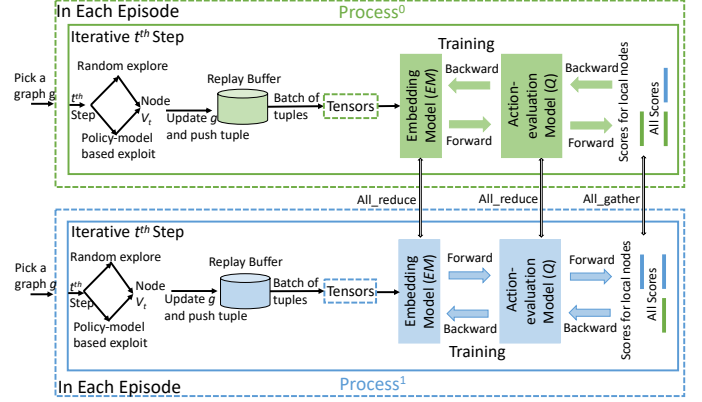 In Each Episode
Process⁰
Iterative tᵗʰ Step
Training
Pick a
graph g
tᵗʰ
Step
Random explore
Policy-model
based exploit
Node
Vₜ
Update g
and push tuple
Replay Buffer
Batch of
tuples
Tensors
Embedding
Model (EM)
Backward
Forward
Action-
evaluation
Model (Q)
Backward
Forward
Scores for local nodes
All Scores
All_reduce
All_reduce
All_gather
Iterative tᵗʰ Step
Pick a
graph g
tᵗʰ
Step
Random explore
Policy-model
based exploit
Node
Vₜ
Update g
and push tuple
Replay Buffer
Batch of
tuples
Tensors
Embedding
Model (EM)
Forward
Backward
Action-
evaluation
Model (Q)
Forward
Backward
Scores for local nodes
All Scores
Training
In Each Episode
Process¹